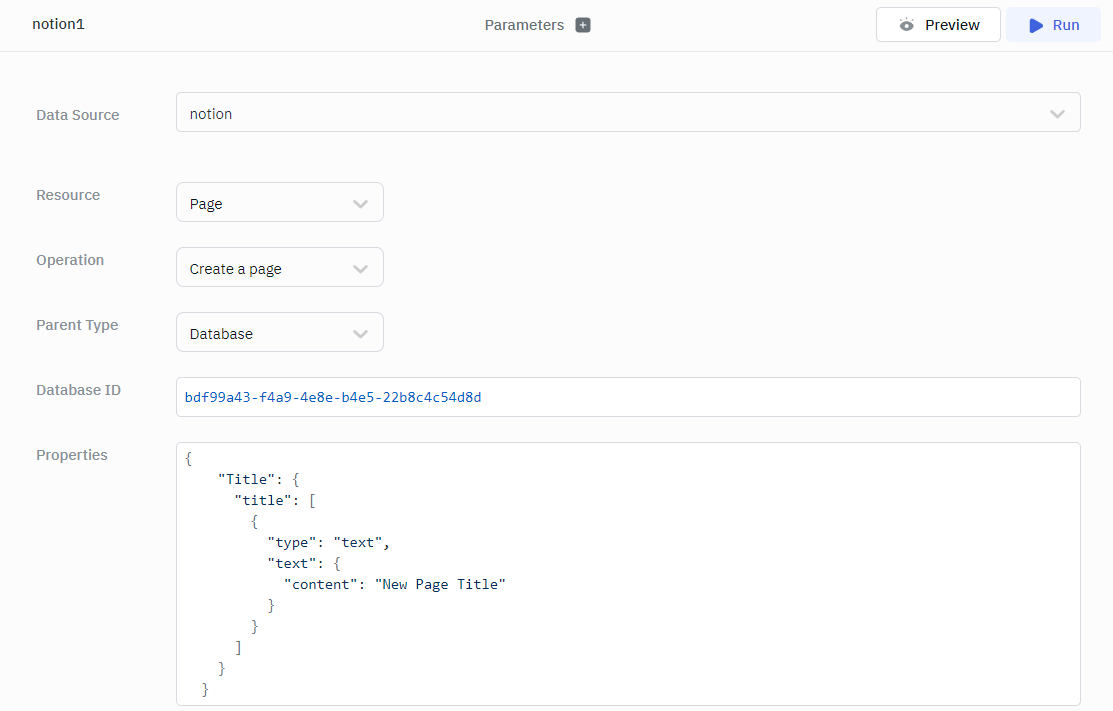 notion1
Parameters +
Preview
Run
Data Source
notion
Resource
Page
Operation
Create a page
Parent Type
Database
Database ID
bdf99a43-f4a9-4e8e-b4e5-22b8c4c54d8d
Properties
{
    "Title": {
      "title": [
        {
          "type": "text",
          "text": {
            "content": "New Page Title"
          }
        }
      ]
    }
  }